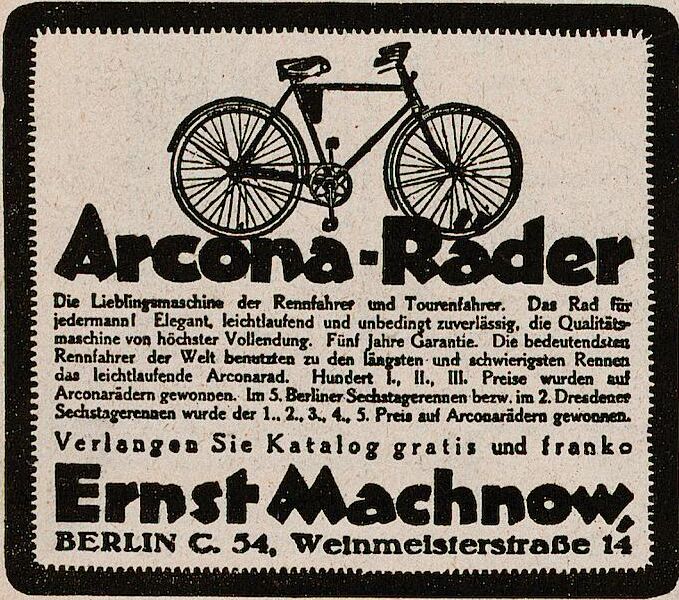 Arcona-Räder
Die Lieblingsmaschine der Rennfahrer und Tourenfahrer. Das Rad für
jedermann! Elegant, leichtlaufend und unbedingt zuverlässig, die Qualitäts-
maschine von höchster Vollendung. Fünf Jahre Garantie. Die bedeutendsten
Rennfahrer der Welt benutzten zu den längsten und schwierigsten Rennen
das leichtlaufende Arconarad. Hundert I., II., III. Preise wurden auf
Arconarädern gewonnen. Im 5. Berliner Sechstagerennen bezw. im 2. Dresdener
Sechstagerennen wurde der 1., 2., 3., 4., 5. Preis auf Arconarädern gewonnen.
Verlangen Sie Katalog gratis und franko
Ernst Machnow,
BERLIN C. 54, Weinmeisterstraße 14